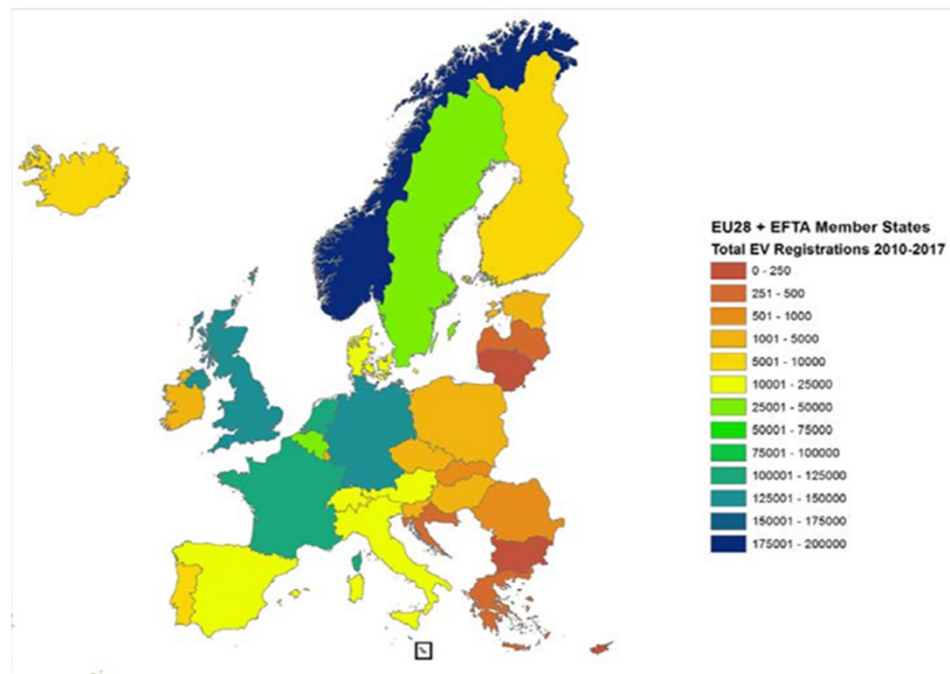 EU28 + EFTA Member States
Total EV Registrations 2010-2017
0 - 250
251 - 500
501 - 1000
1001 - 5000
5001 - 10000
10001 - 25000
25001 - 50000
50001 - 75000
75001 - 100000
100001 - 125000
125001 - 150000
150001 - 175000
175001 - 200000